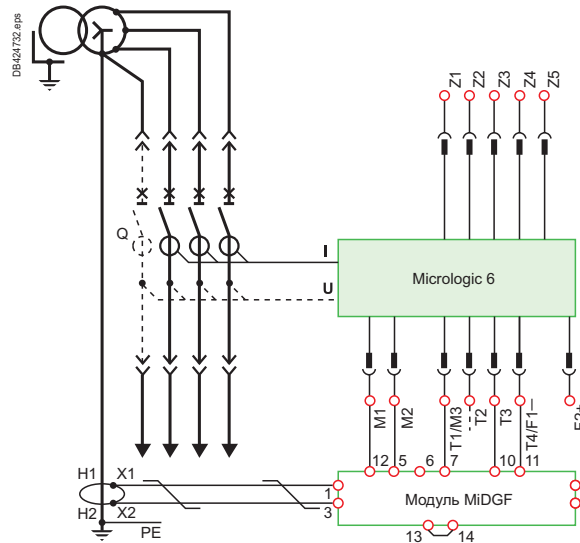 DB424732.eps
Z1
Z2
Z3
Z4
Z5
Q
I
U
Micrologic 6
M1
M2
T1/M3
T2
T3
T4/F1–
12
5
6
7
10
11
H1
X1
1
Модуль MiDGF
H2
X2
3
PE
13
14